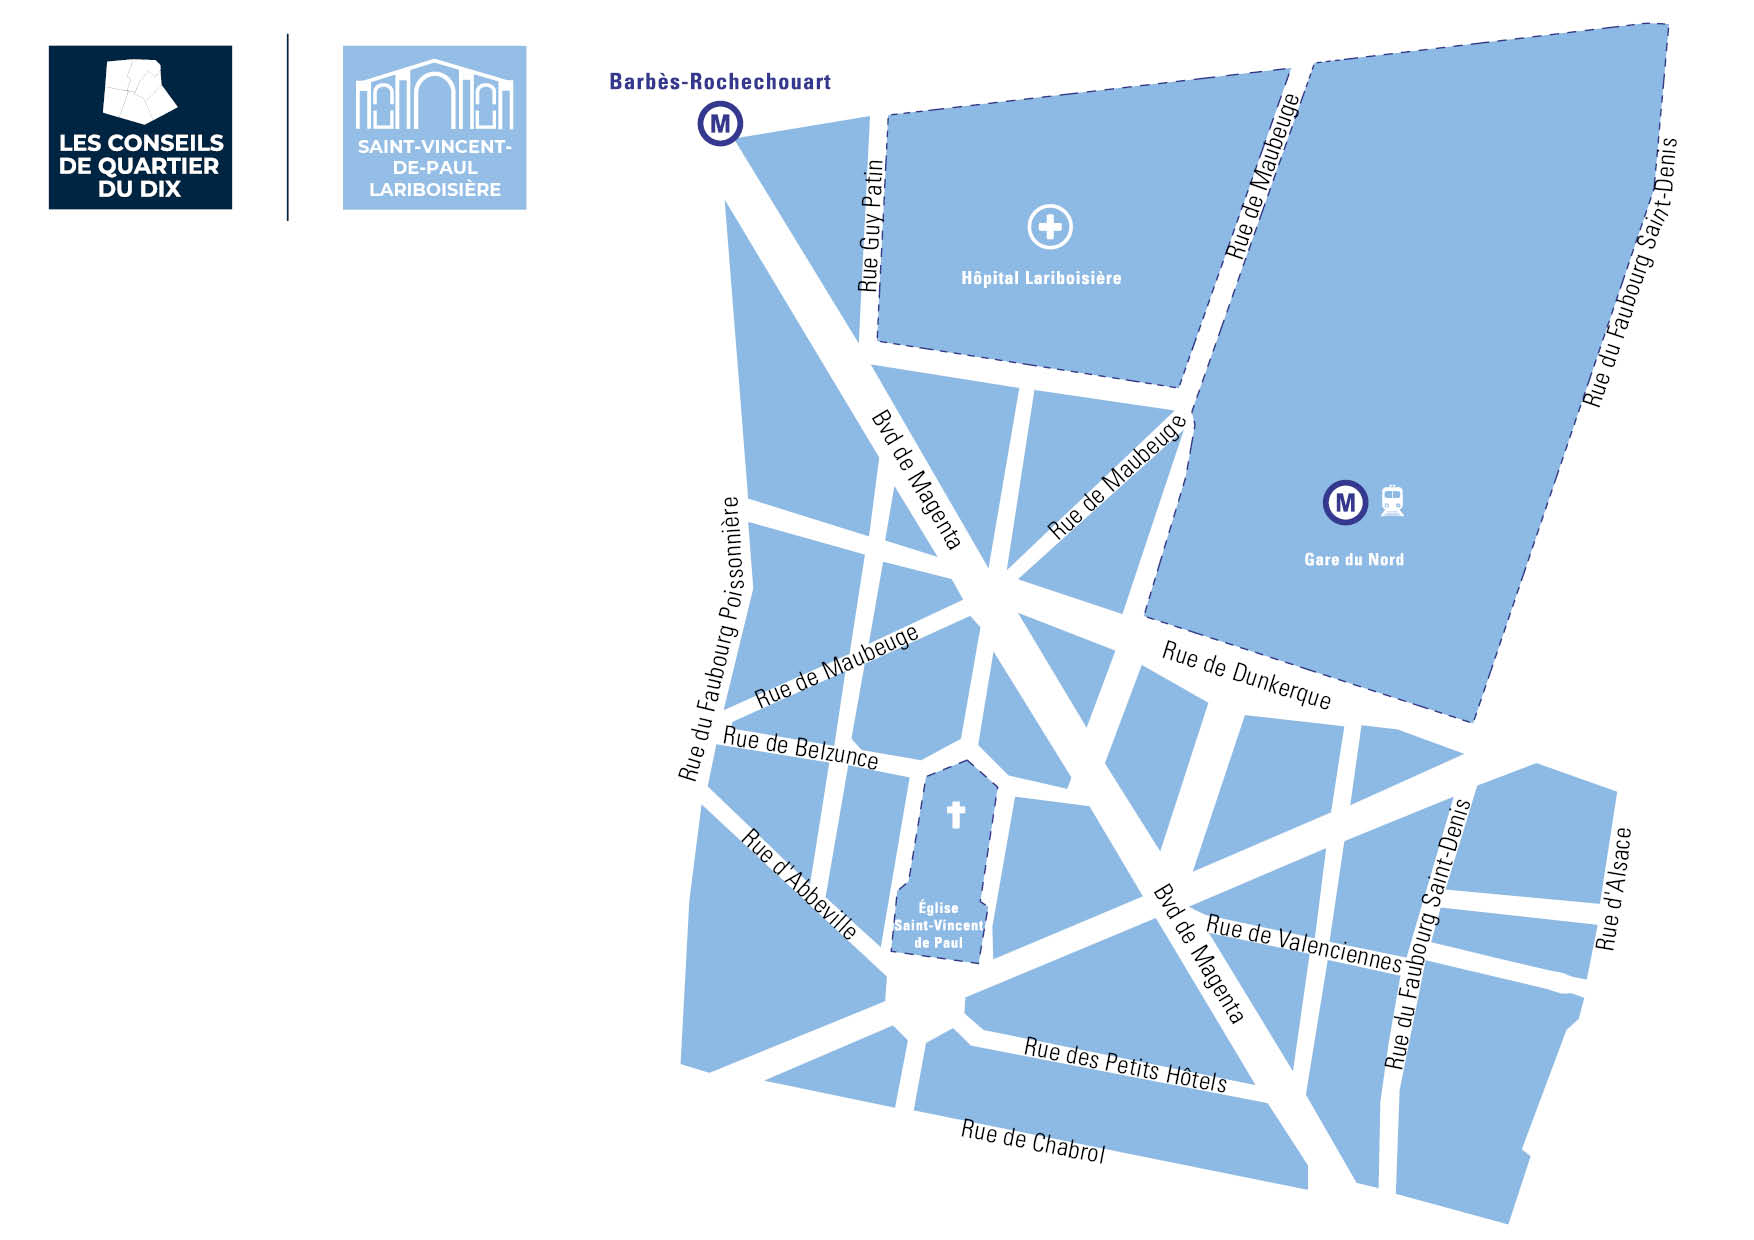 LES CONSEILS
DE QUARTIER
DU DIX
SAINT-VINCENT-
DE-PAUL
LARIBOISIÈRE
Barbès-Rochechouart
M
Rue Guy Patin
Hôpital Lariboisière
Rue de Maubeuge
Rue du Faubourg Saint-Denis
Bvd de Magenta
Rue de Maubeuge
M
Gare du Nord
Rue du Faubourg Poissonnière
Rue de Maubeuge
Rue de Dunkerque
Rue de Belzunce
Rue d'Abbeville
Église
Saint-Vincent
de Paul
Bvd de Magenta
Rue de Valenciennes
Rue du Faubourg Saint-Denis
Rue d'Alsace
Rue des Petits Hôtels
Rue de Chabrol